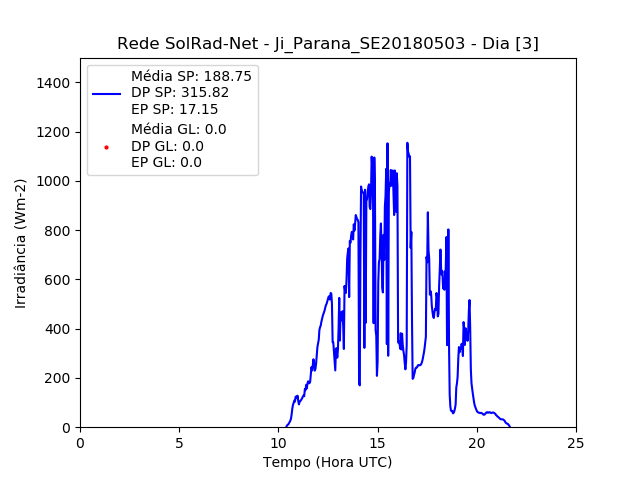 Rede SolRad-Net - Ji_Parana_SE20180503 - Dia [3]
Média SP: 188.75
DP SP: 315.82
EP SP: 17.15
Média GL: 0.0
DP GL: 0.0
EP GL: 0.0
1400
1200
1000
800
600
400
200
0
Irradiância (Wm-2)
0 5 10 15 20 25
Tempo (Hora UTC)